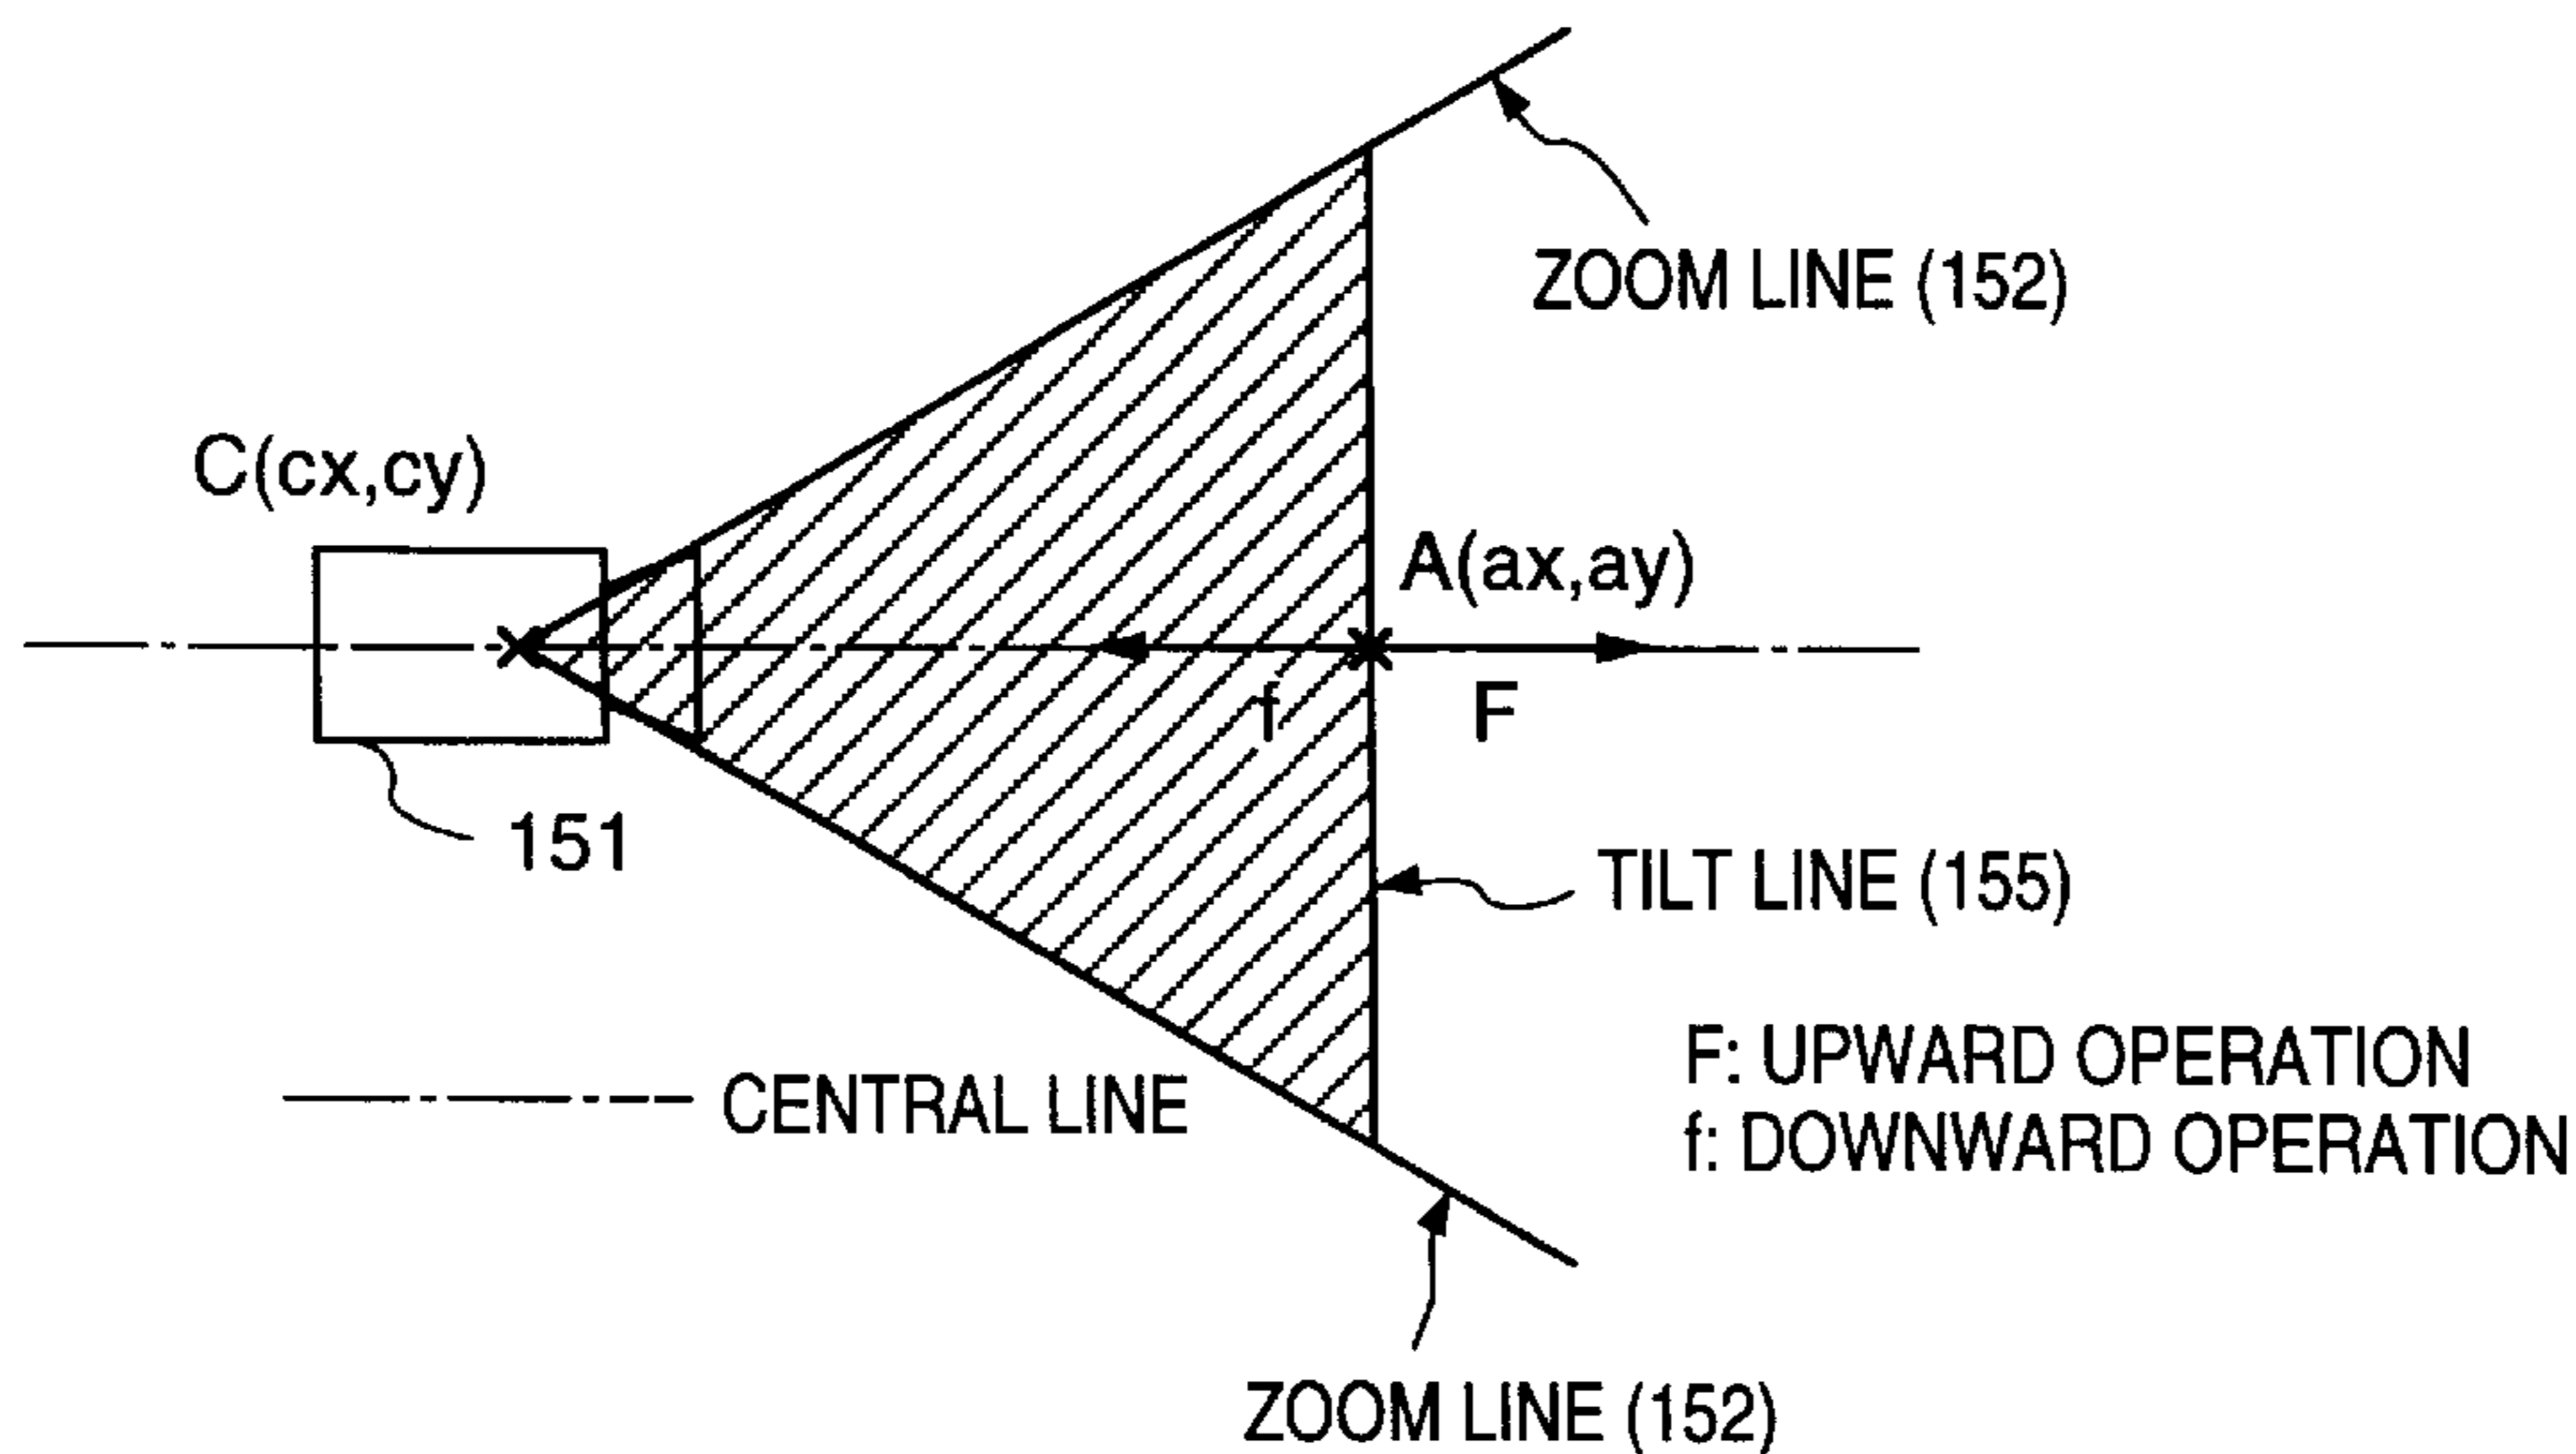 ZOOM LINE (152)
C(cx,cy)
A(ax,ay)
f
F
151
TILT LINE (155)
F: UPWARD OPERATION
CENTRAL LINE
f: DOWNWARD OPERATION
ZOOM LINE (152)